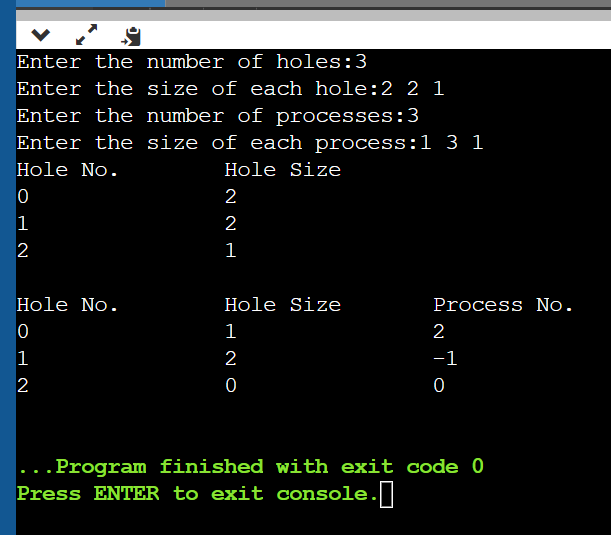 Enter the number of holes:3
Enter the size of each hole:2 2 1
Enter the number of processes:3
Enter the size of each process:1 3 1
Hole No. Hole Size
0 2
1 2
2 1
Hole No. Hole Size Process No.
0 1 2
1 2 -1
2 0 0
...Program finished with exit code 0
Press ENTER to exit console.